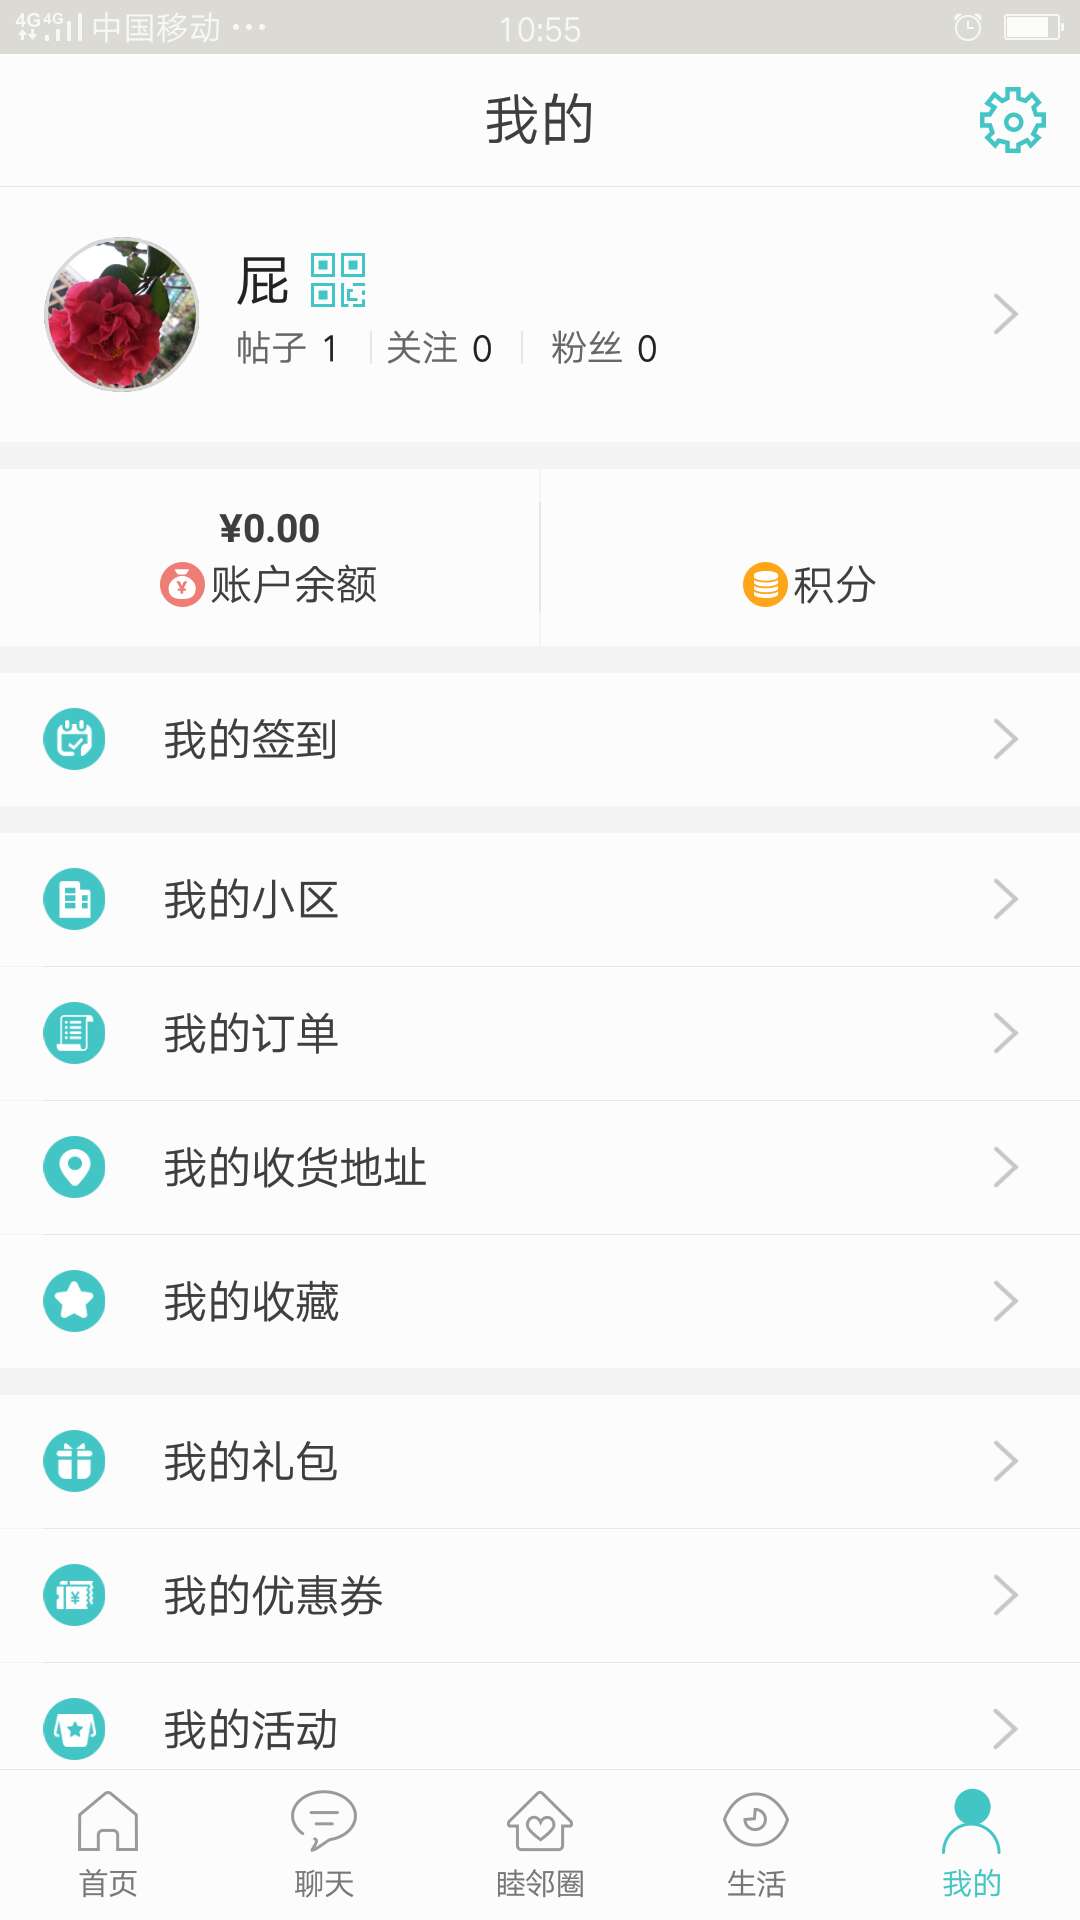 4G 4G 中国移动 ··· 10:55
我的
屁
帖子 1 关注 0 粉丝 0
¥0.00
账户余额 积分
我的签到
我的小区
我的订单
我的收货地址
我的收藏
我的礼包
我的优惠券
我的活动
首页 聊天 睦邻圈 生活 我的